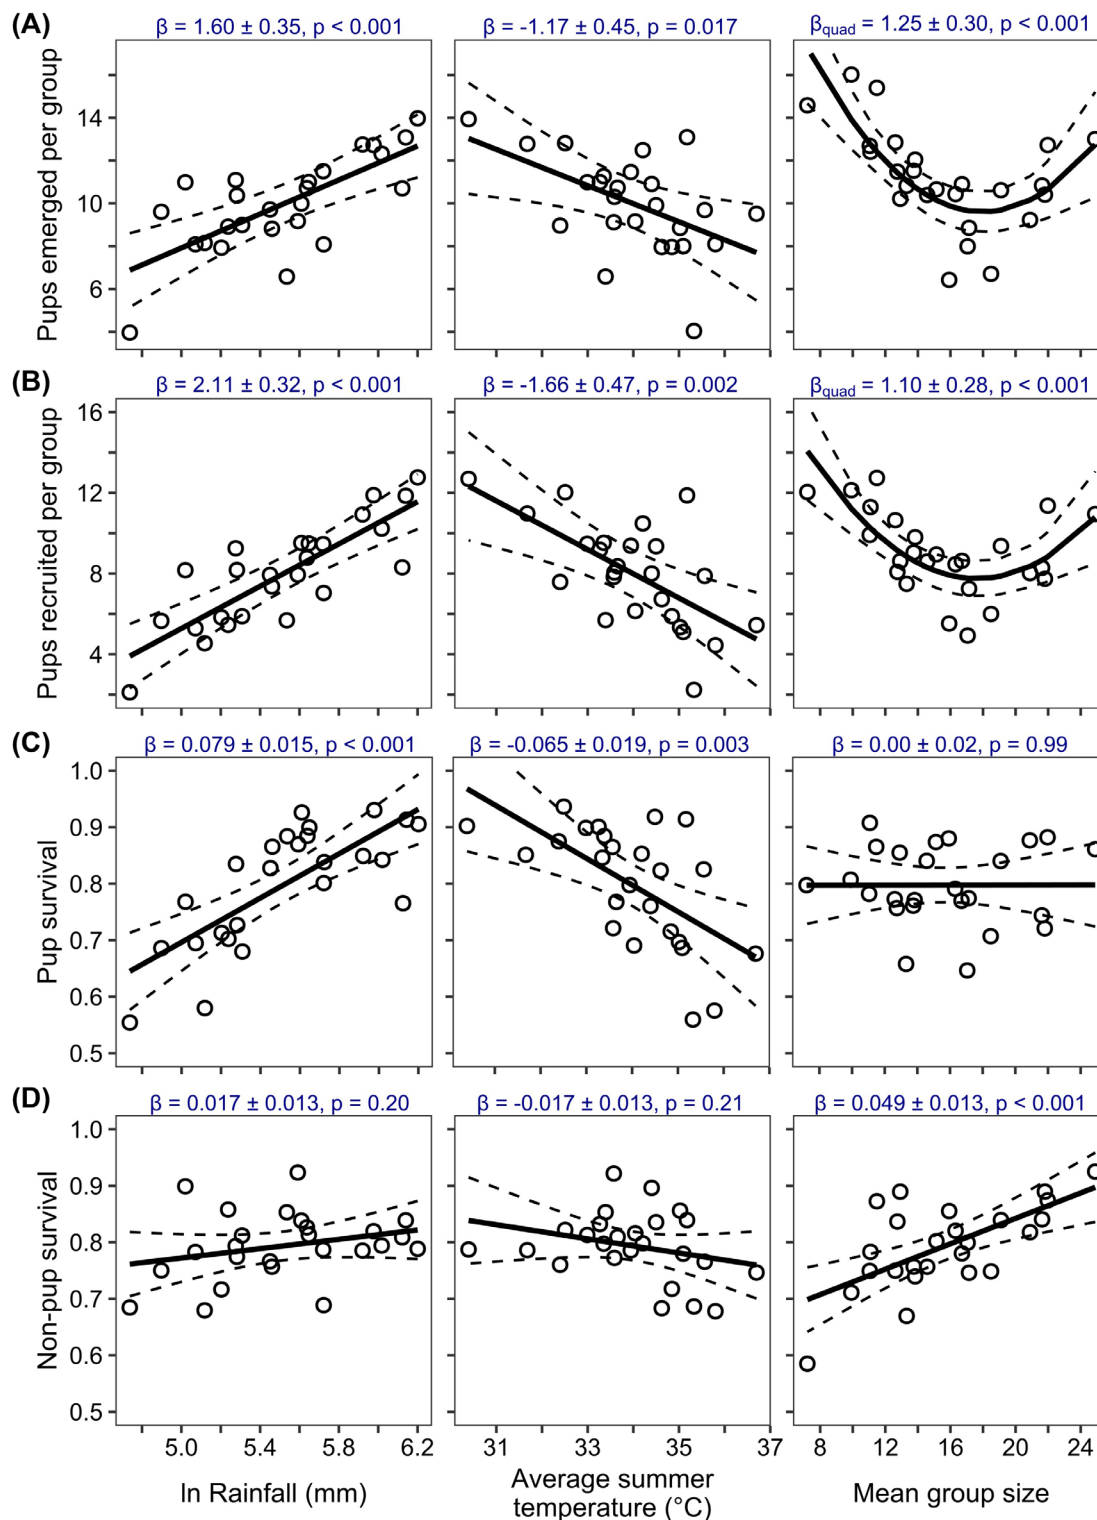 (A)
β = 1.60 ± 0.35, p < 0.001
β = -1.17 ± 0.45, p = 0.017
βquad = 1.25 ± 0.30, p < 0.001
Pups emerged per group
14
10
6
(B)
β = 2.11 ± 0.32, p < 0.001
β = -1.66 ± 0.47, p = 0.002
βquad = 1.10 ± 0.28, p < 0.001
Pups recruited per group
16
12
8
4
(C)
β = 0.079 ± 0.015, p < 0.001
β = -0.065 ± 0.019, p = 0.003
β = 0.00 ± 0.02, p = 0.99
Pup survival
1.0
0.9
0.8
0.7
0.6
0.5
(D)
β = 0.017 ± 0.013, p = 0.20
β = -0.017 ± 0.013, p = 0.21
β = 0.049 ± 0.013, p < 0.001
Non-pup survival
1.0
0.9
0.8
0.7
0.6
0.5
5.0 5.4 5.8 6.2
31 33 35 37
8 12 16 20 24
ln Rainfall (mm)
Average summer
temperature (°C)
Mean group size